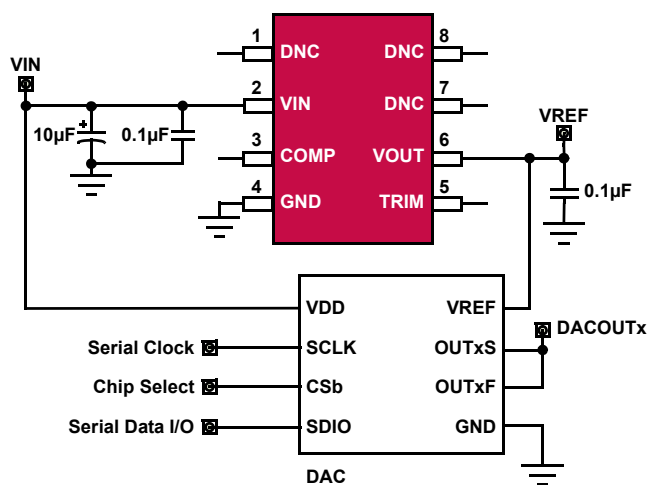 1
DNC
DNC
8
VIN
2
VIN
DNC
7
10µF
+
0.1µF
VREF
3
COMP
VOUT
6
4
GND
TRIM
5
0.1µF
VDD
VREF
DACOUTx
Serial Clock
SCLK
OUTxS
Chip Select
CSb
OUTxF
Serial Data I/O
SDIO
GND
DAC